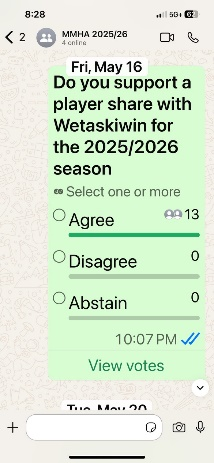 8:28
5G+
2
MMHA 2025/26
4 online
Fri, May 16
Do you support a
player share with
Wetaskiwin for
the 2025/2026
season
Select one or more
Agree 13
Disagree 0
Abstain 0
10:07 PM
View votes
Tue, May 20